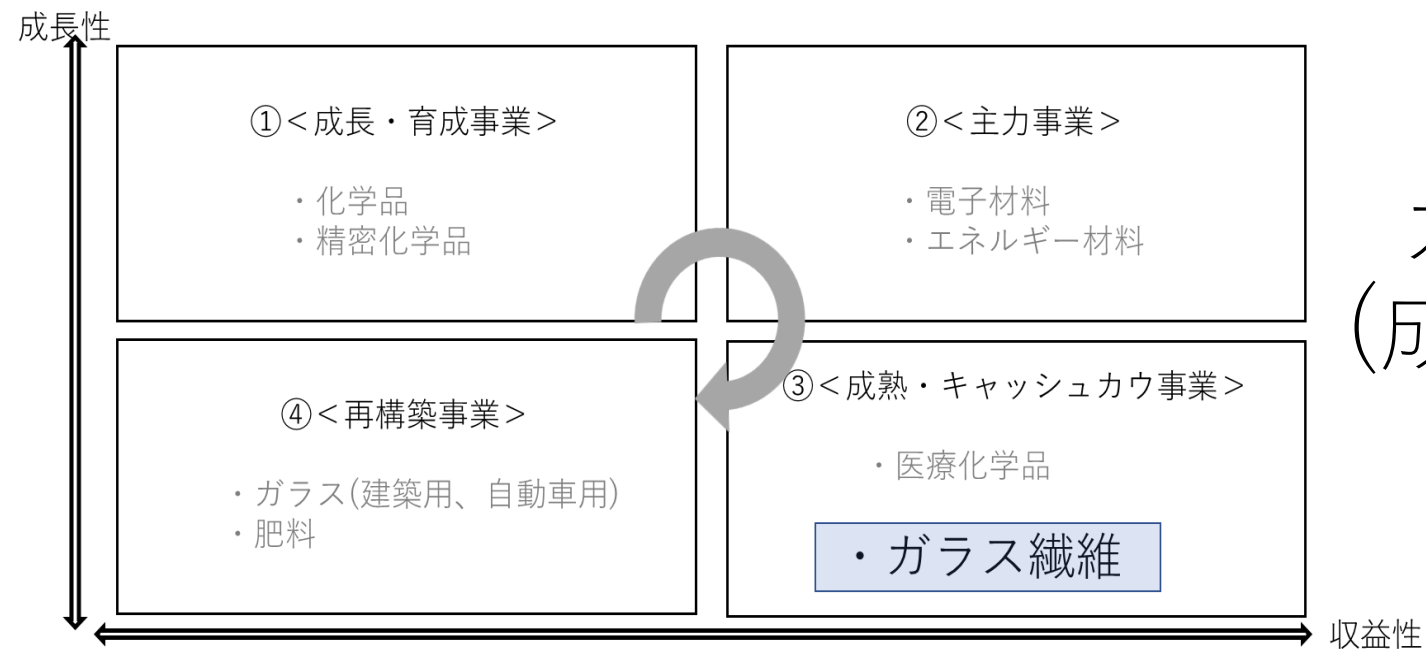 成長性
①＜成長・育成事業＞
・化学品
・精密化学品
②＜主力事業＞
・電子材料
・エネルギー材料
④＜再構築事業＞
・ガラス(建築用、自動車用)
・肥料
③＜成熟・キャッシュカウ事業＞
・医療化学品
・ガラス繊維
収益性